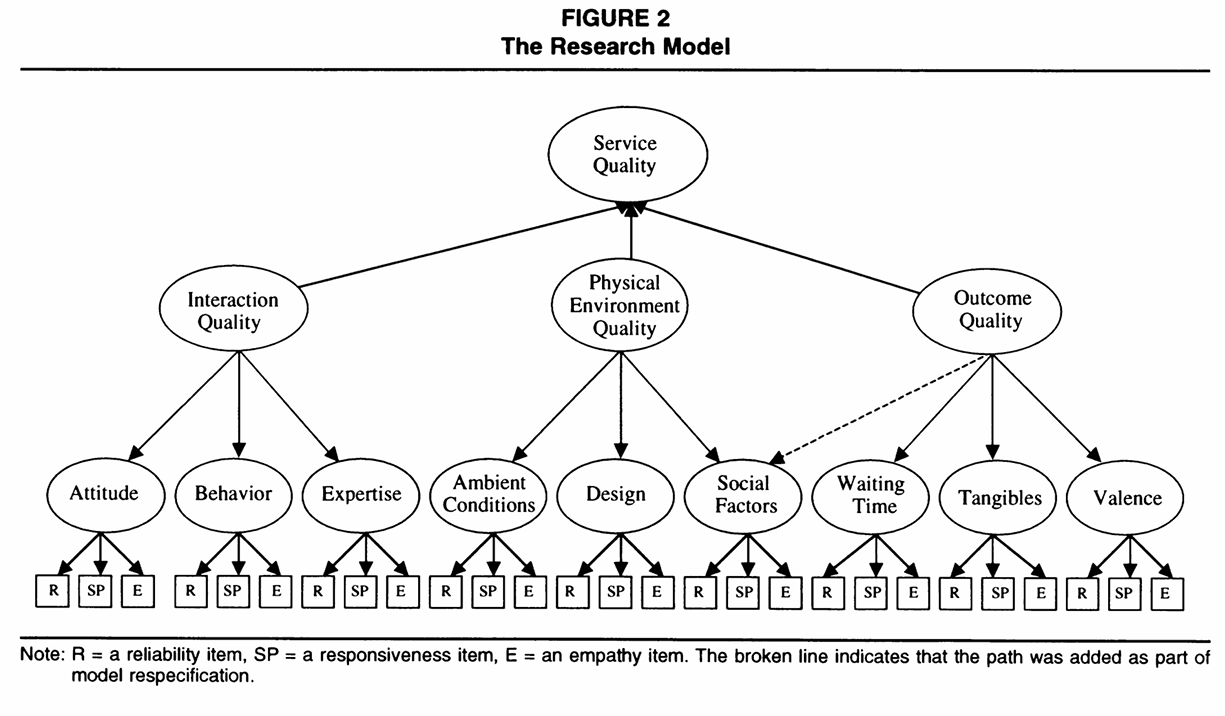 FIGURE 2
The Research Model
Service
Quality
Interaction
Quality
Physical
Environment
Quality
Outcome
Quality
Attitude
Behavior
Expertise
Ambient
Conditions
Design
Social
Factors
Waiting
Time
Tangibles
Valence
R SP E R SP E R SP E R SP E R SP E R SP E R SP E R SP E R SP E
Note: R = a reliability item, SP = a responsiveness item, E = an empathy item. The broken line indicates that the path was added as part of
model respecification.